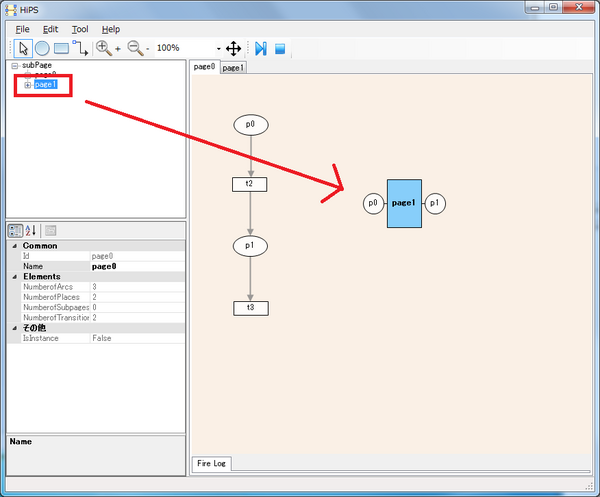 HiPS
File Edit Tool Help
100%
subPage
page0
page1
page0 page1
p0
t2
p1
t3
p0 page1 p1
Common
Id page0
Name page0
Elements
NumberofArcs 3
NumberofPlaces 2
NumberofSubpages 0
NumberofTransition 2
その他
IsInstance False
Name
Fire Log